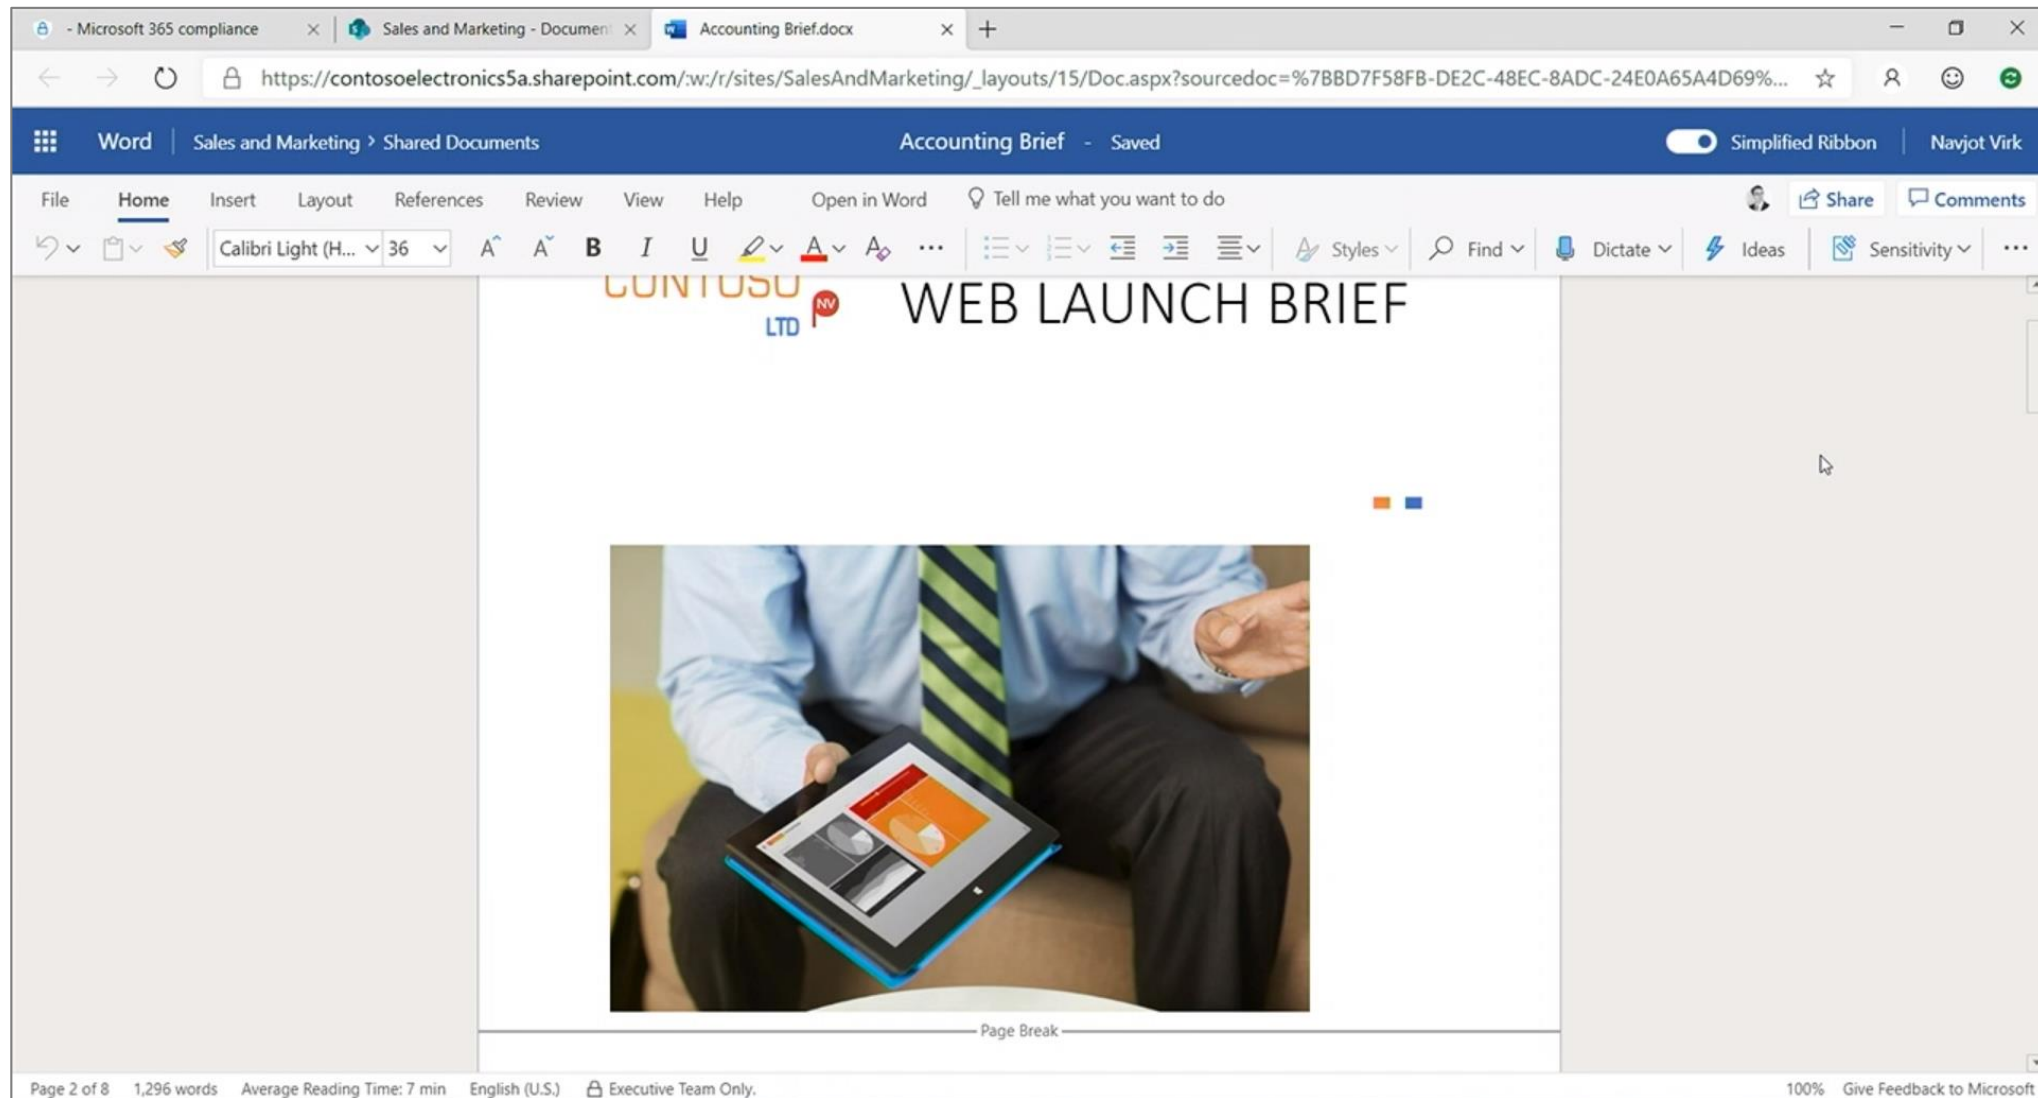 - Microsoft 365 compliance
Sales and Marketing - Documen
Accounting Brief.docx
https://contosoelectronics5a.sharepoint.com/:w:/r/sites/SalesAndMarketing/_layouts/15/Doc.aspx?sourcedoc=%7BBD7F58FB-DE2C-48EC-8ADC-24E0A65A4D69%...
Word Sales and Marketing > Shared Documents Accounting Brief - Saved Simplified Ribbon Navjot Virk
File Home Insert Layout References Review View Help Open in Word Tell me what you want to do Share Comments
Calibri Light (H... 36 A A B I U A A ... Styles Find Dictate Ideas Sensitivity ...
CONTOSO
LTD
NV
WEB LAUNCH BRIEF
Page Break
Page 2 of 8 1,296 words Average Reading Time: 7 min English (U.S.) Executive Team Only. 100% Give Feedback to Microsoft